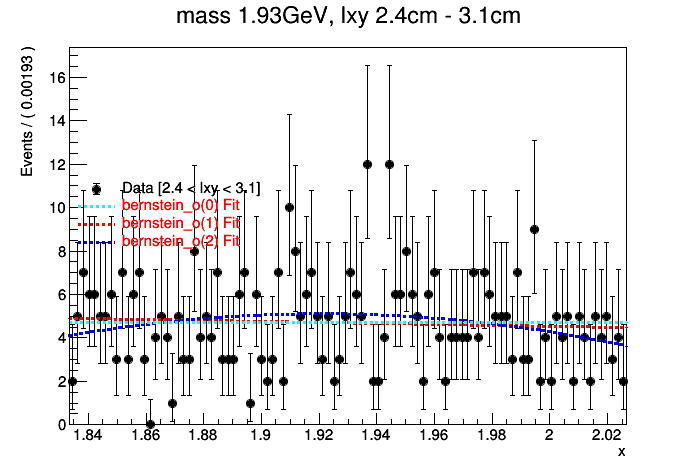 mass 1.93GeV, lxy 2.4cm - 3.1cm
Events / ( 0.00193 )
16
14
12
10
8
6
4
2
0
Data [2.4 < lxy < 3.1]
bernstein_o(0) Fit
bernstein_o(1) Fit
bernstein_o(2) Fit
1.84 1.86 1.88 1.9 1.92 1.94 1.96 1.98 2 2.02
x